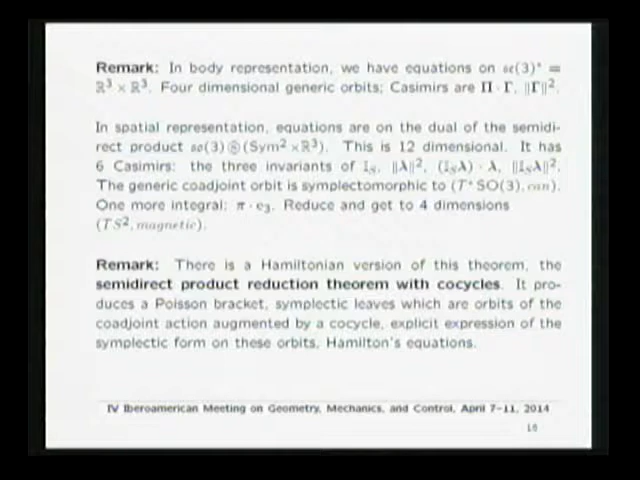 Remark: In body representation, we have equations on se(3)* =
ℝ³ × ℝ³. Four dimensional generic orbits; Casimirs are Π · Γ, ‖Γ‖².
In spatial representation, equations are on the dual of the semidi-
rect product so(3)Ⓢ(Sym² ×ℝ³). This is 12 dimensional. It has
6 Casimirs: the three invariants of 𝕀_S, ‖λ‖², (𝕀_Sλ) · λ, ‖𝕀_Sλ‖².
The generic coadjoint orbit is symplectomorphic to (T*SO(3), can).
One more integral: π · e₃. Reduce and get to 4 dimensions
(TS², magnetic).
Remark: There is a Hamiltonian version of this theorem, the
semidirect product reduction theorem with cocycles. It pro-
duces a Poisson bracket, symplectic leaves which are orbits of the
coadjoint action augmented by a cocycle, explicit expression of the
symplectic form on these orbits, Hamilton's equations.
IV Iberoamerican Meeting on Geometry, Mechanics, and Control, April 7–11, 2014